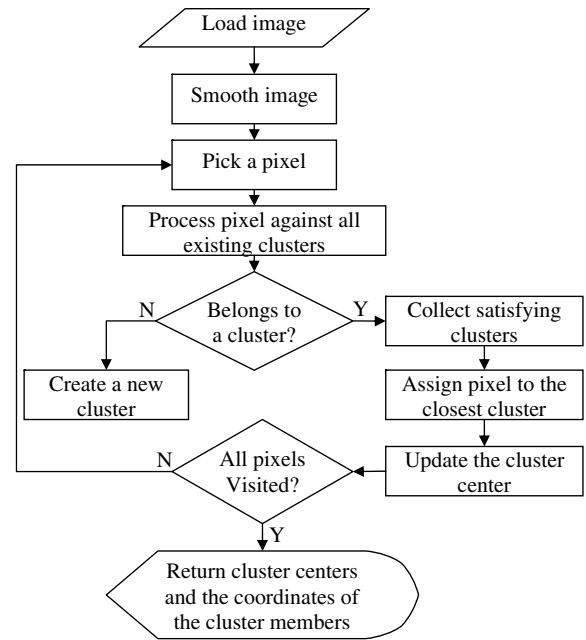 Load image
Smooth image
Pick a pixel
Process pixel against all
existing clusters
N
Belongs to
a cluster?
Y
Collect satisfying
clusters
Create a new
cluster
Assign pixel to the
closest cluster
N
All pixels
Visited?
Update the cluster
center
Y
Return cluster centers
and the coordinates of
the cluster members